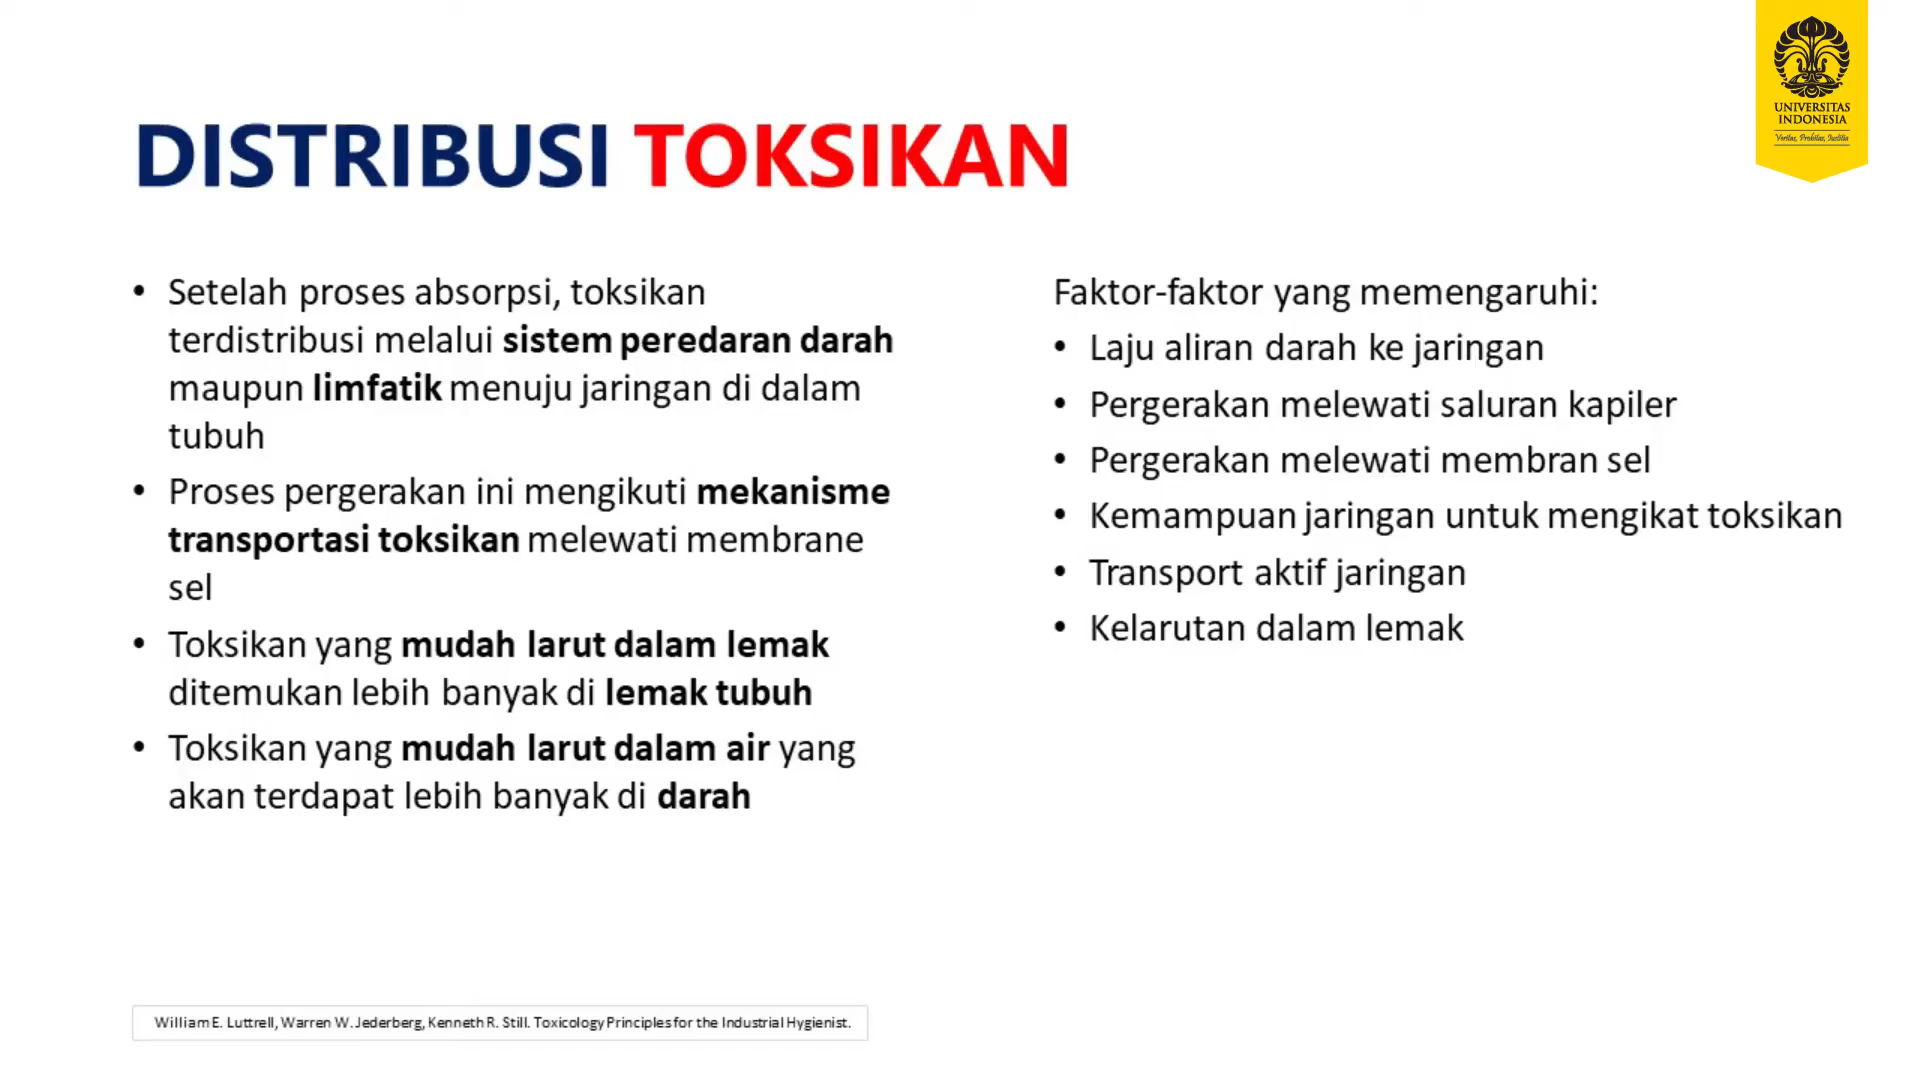 UNIVERSITAS
INDONESIA
Veritas, Probitas, Justitia
DISTRIBUSI TOKSIKAN
• Setelah proses absorpsi, toksikan
terdistribusi melalui sistem peredaran darah
maupun limfatik menuju jaringan di dalam
tubuh
• Proses pergerakan ini mengikuti mekanisme
transportasi toksikan melewati membrane
sel
• Toksikan yang mudah larut dalam lemak
ditemukan lebih banyak di lemak tubuh
• Toksikan yang mudah larut dalam air yang
akan terdapat lebih banyak di darah
Faktor-faktor yang memengaruhi:
• Laju aliran darah ke jaringan
• Pergerakan melewati saluran kapiler
• Pergerakan melewati membran sel
• Kemampuan jaringan untuk mengikat toksikan
• Transport aktif jaringan
• Kelarutan dalam lemak
William E. Luttrell, Warren W. Jederberg, Kenneth R. Still. Toxicology Principles for the Industrial Hygienist.